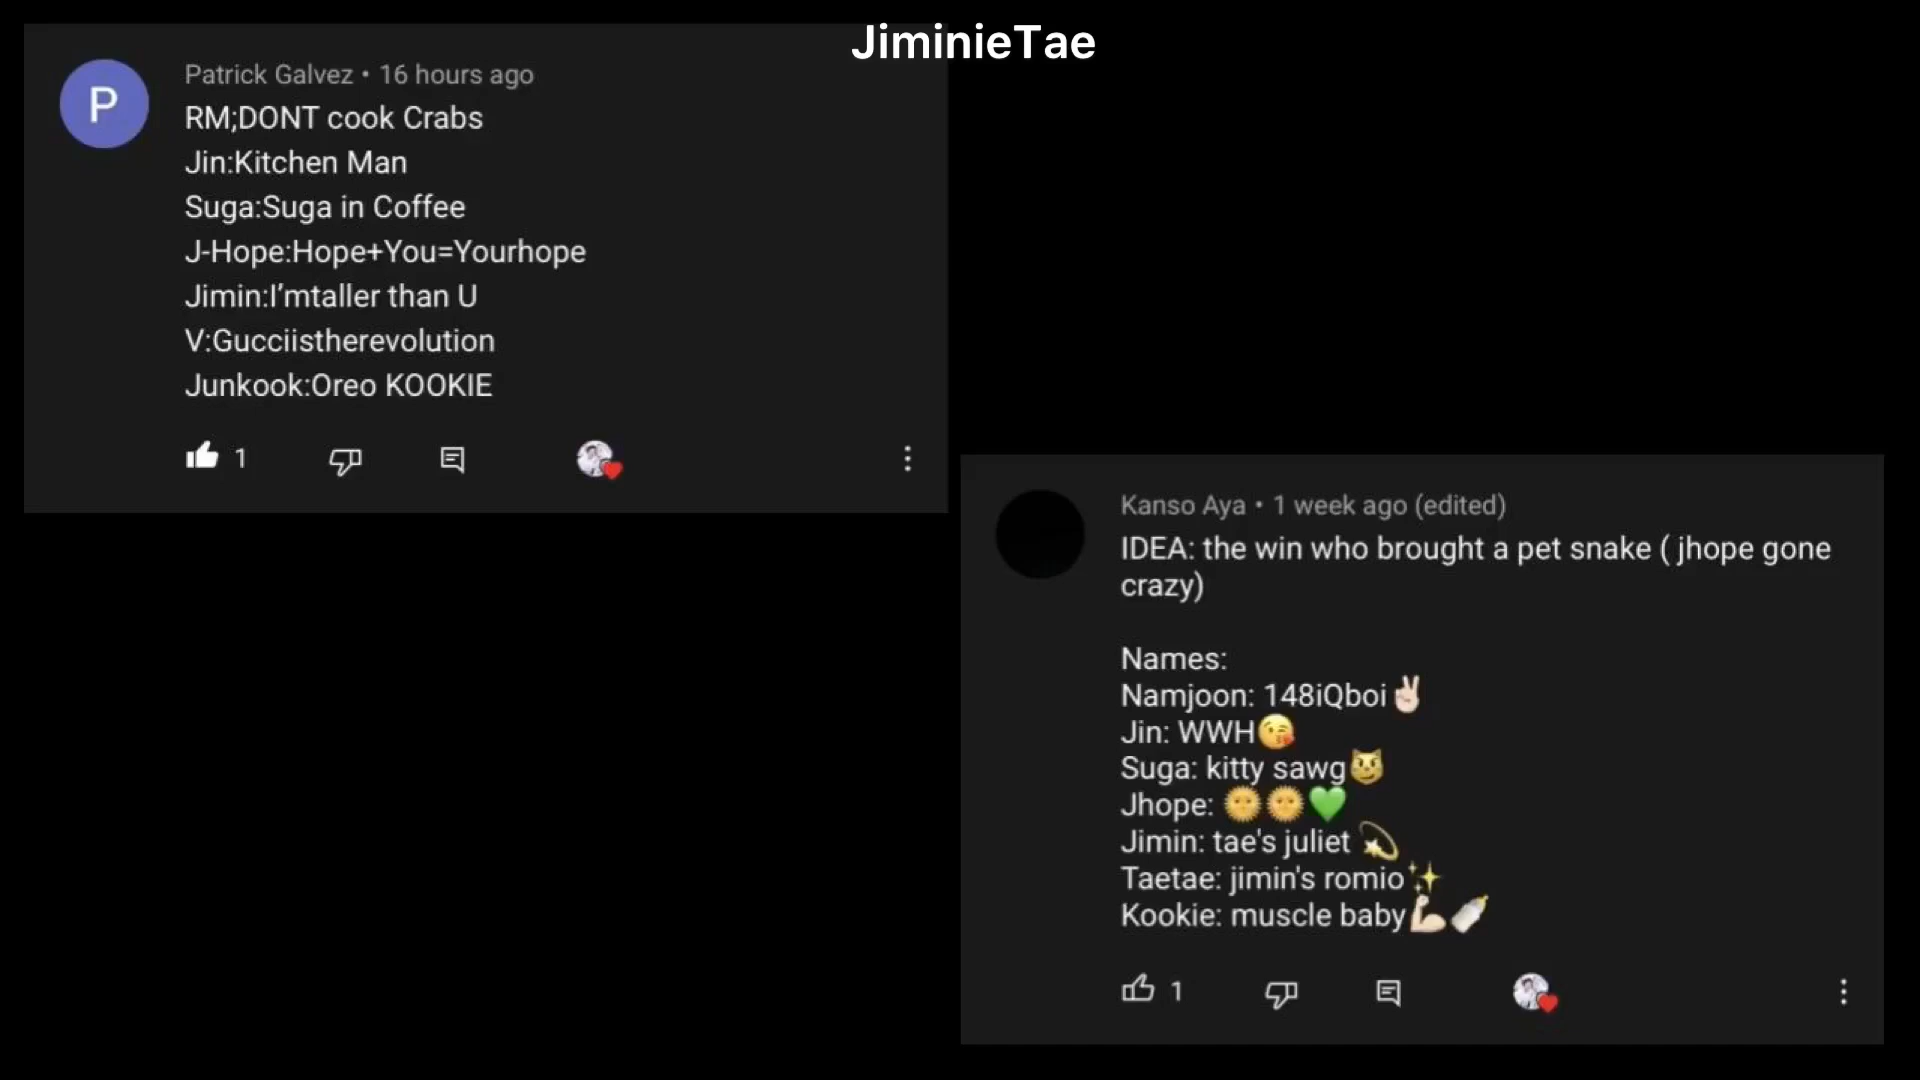 JiminieTae
P
Patrick Galvez • 16 hours ago
RM;DONT cook Crabs
Jin:Kitchen Man
Suga:Suga in Coffee
J-Hope:Hope+You=Yourhope
Jimin:I’mtaller than U
V:Gucciistherevolution
Junkook:Oreo KOOKIE
1
Kanso Aya • 1 week ago (edited)
IDEA: the win who brought a pet snake ( jhope gone
crazy)
Names:
Namjoon: 148iQboi✌🏻
Jin: WWH😘
Suga: kitty sawg😼
Jhope: 🌞🌞💚
Jimin: tae's juliet 💫
Taetae: jimin's romio✨
Kookie: muscle baby💪🏻🍼
1